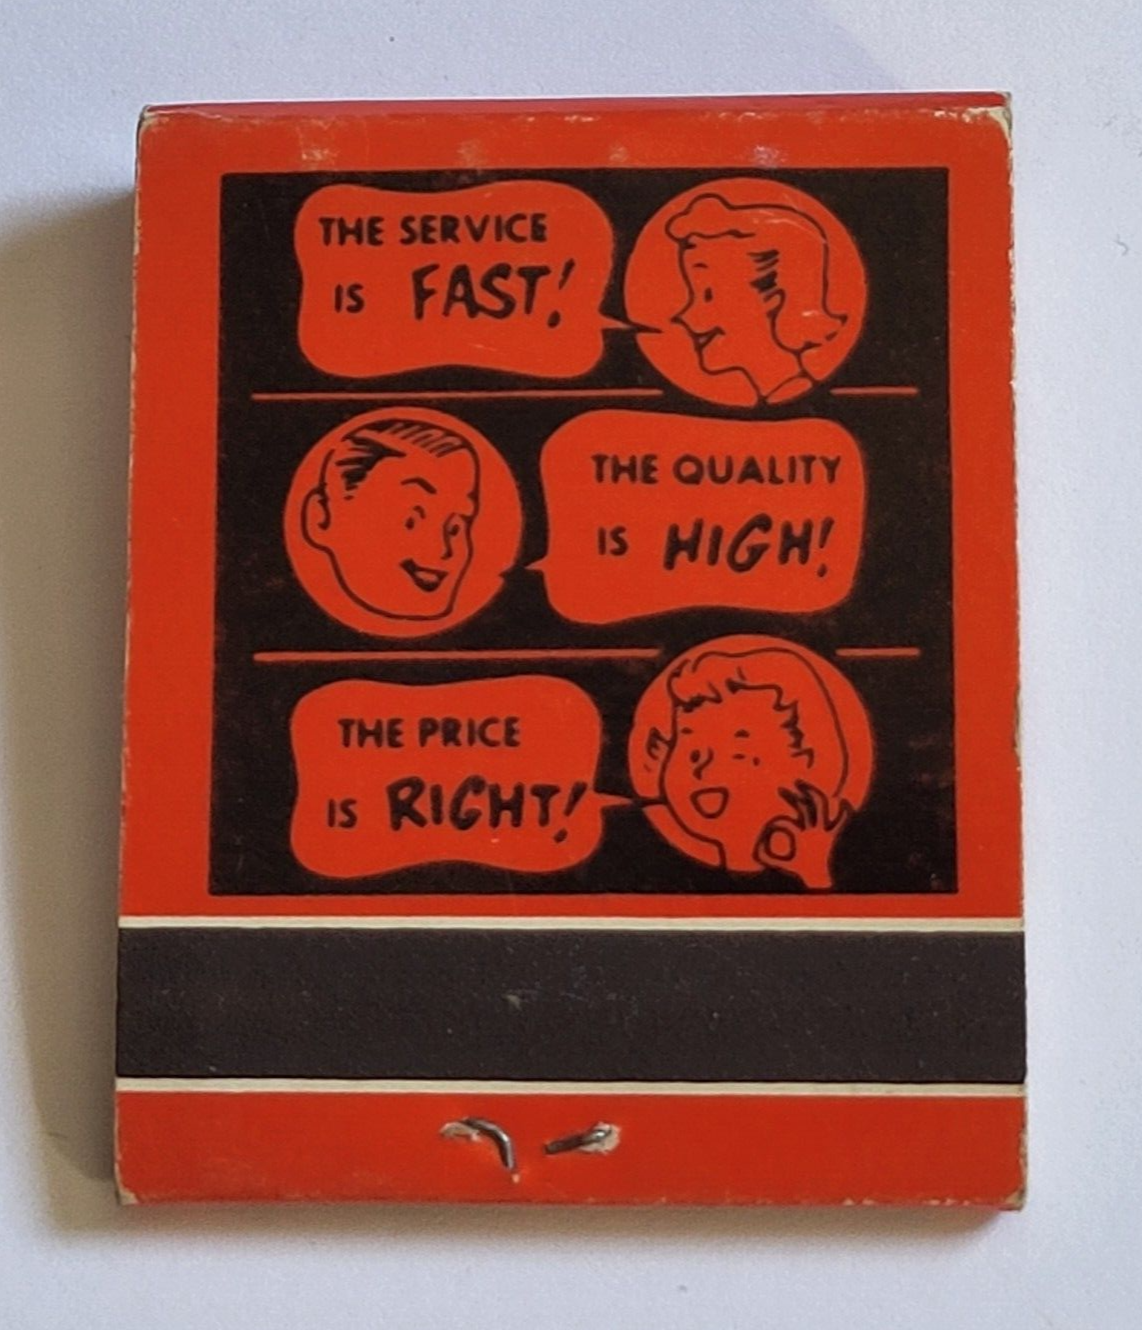 THE SERVICE
IS FAST!
THE QUALITY
IS HIGH!
THE PRICE
IS RIGHT!